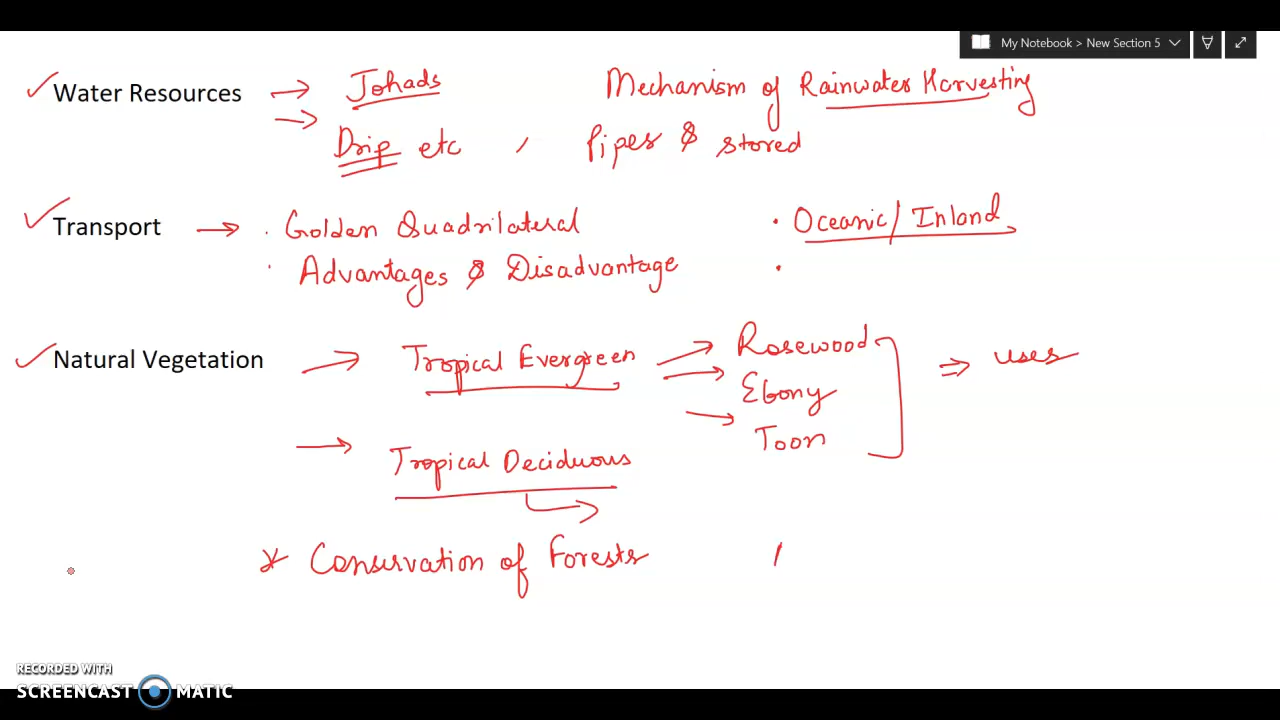 My Notebook > New Section 5
Water Resources → Johads Mechanism of Rainwater Harvesting
→ Drip etc , Pipes & stored
Transport → · Golden Quadrilateral · Oceanic/Inland
· Advantages & Disadvantage ·
Natural Vegetation → Tropical Evergreen → Rosewood ⇒ uses
→ Ebony
→ Toon
→ Tropical Deciduous
* Conservation of Forests
RECORDED WITH
SCREENCAST MATIC